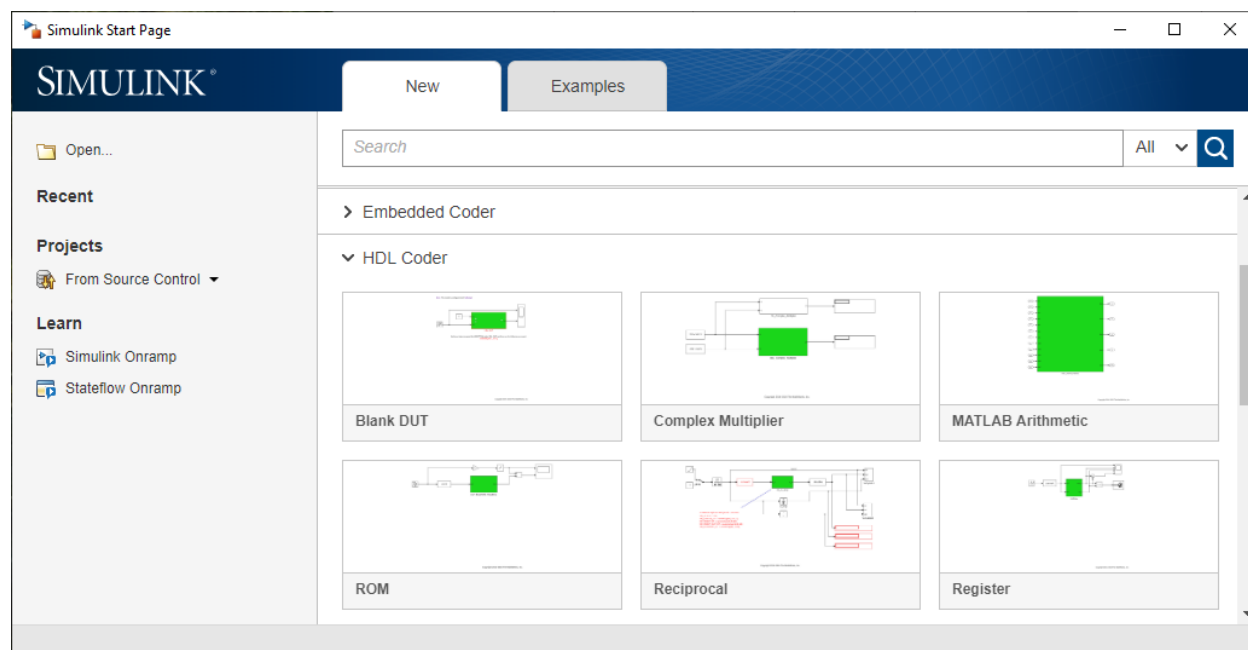 Simulink Start Page
SIMULINK®
New
Examples
Open...
Recent
Projects
From Source Control
Learn
Simulink Onramp
Stateflow Onramp
Search
All
Embedded Coder
HDL Coder
Blank DUT
Complex Multiplier
MATLAB Arithmetic
ROM
Reciprocal
Register